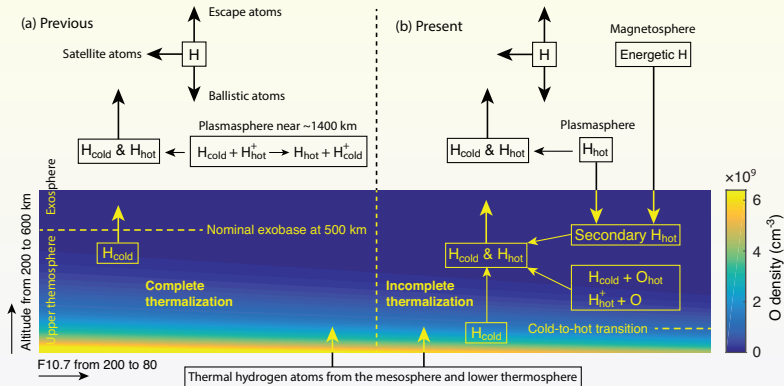 (a) Previous
Escape atoms
Satellite atoms
H
Ballistic atoms
Plasmasphere near ~1400 km
H_cold & H_hot
H_cold + H⁺_hot → H_hot + H⁺_cold
Exosphere
Nominal exobase at 500 km
H_cold
Upper thermosphere
Complete
thermalization
Altitude from 200 to 600 km
F10.7 from 200 to 80
(b) Present
H
Magnetosphere
Energetic H
Plasmasphere
H_cold & H_hot
H_hot
Secondary H_hot
H_cold & H_hot
H_cold + O_hot
H⁺_hot + O
Incomplete
thermalization
H_cold
Cold-to-hot transition
Thermal hydrogen atoms from the mesosphere and lower thermosphere
×10⁹
6
4
2
0
O density (cm⁻³)